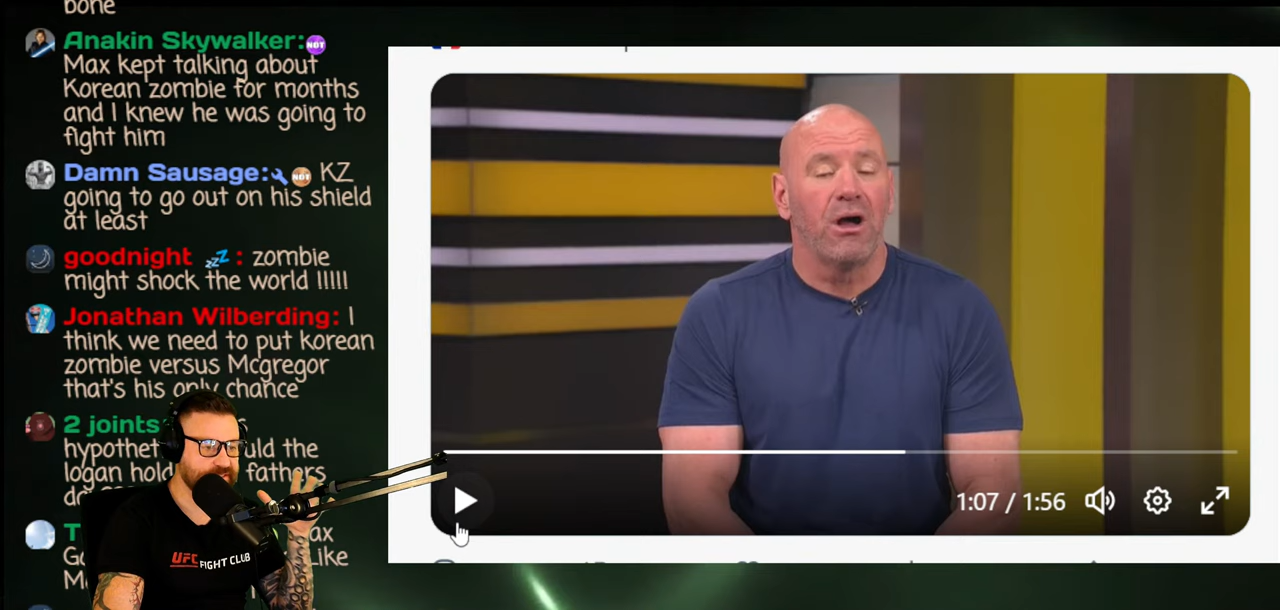 bone
Anakin Skywalker: NOT
Max kept talking about
Korean zombie for months
and I knew he was going to
fight him
Damn Sausage: NOT KZ
going to go out on his shield
at least
goodnight 💤 : zombie
might shock the world !!!!!
Jonathan Wilberding: I
think we need to put korean
zombie versus Mcgregor
that's his only chance
2 joints
the
logan fathers
UFC FIGHT CLUB
Like
1:07 / 1:56